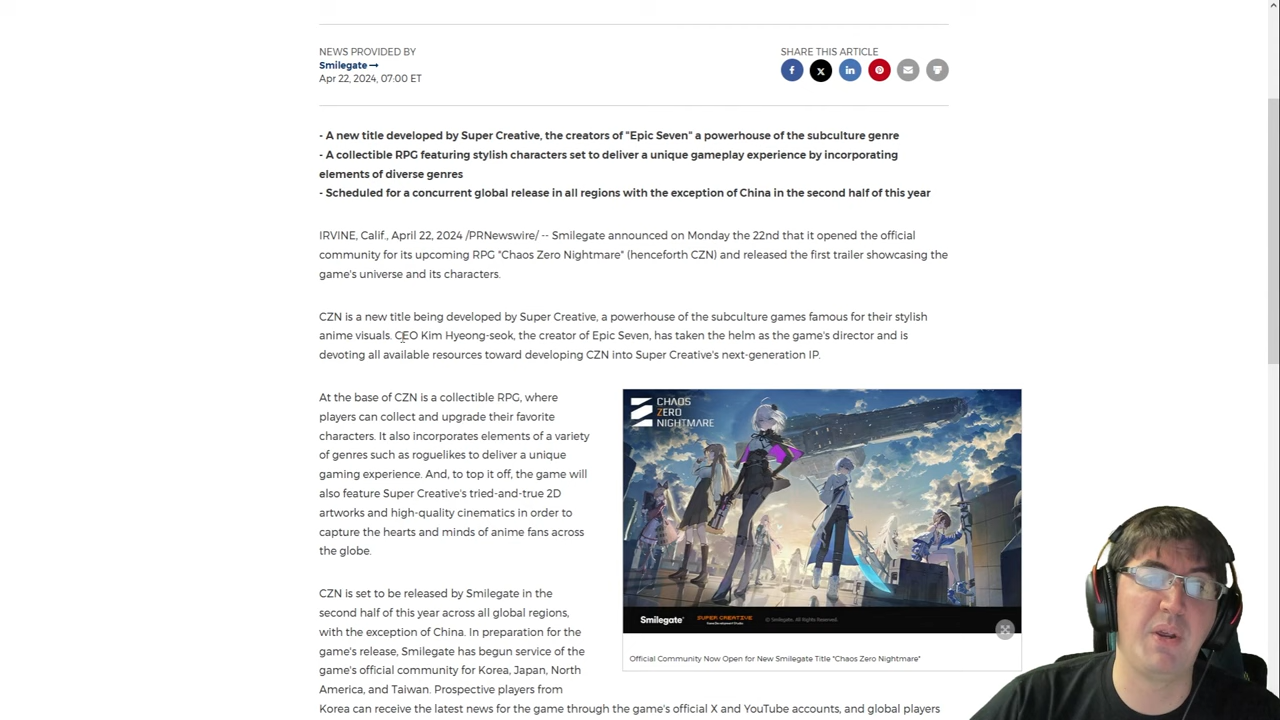 NEWS PROVIDED BY
Smilegate
Apr 22, 2024, 07:00 ET
SHARE THIS ARTICLE
- A new title developed by Super Creative, the creators of "Epic Seven" a powerhouse of the subculture genre
- A collectible RPG featuring stylish characters set to deliver a unique gameplay experience by incorporating
elements of diverse genres
- Scheduled for a concurrent global release in all regions with the exception of China in the second half of this year
IRVINE, Calif., April 22, 2024 /PRNewswire/ -- Smilegate announced on Monday the 22nd that it opened the official
community for its upcoming RPG "Chaos Zero Nightmare" (henceforth CZN) and released the first trailer showcasing the
game's universe and its characters.
CZN is a new title being developed by Super Creative, a powerhouse of the subculture games famous for their stylish
anime visuals. CEO Kim Hyeong-seok, the creator of Epic Seven, has taken the helm as the game's director and is
devoting all available resources toward developing CZN into Super Creative's next-generation IP.
At the base of CZN is a collectible RPG, where
players can collect and upgrade their favorite
characters. It also incorporates elements of a variety
of genres such as roguelikes to deliver a unique
gaming experience. And, to top it off, the game will
also feature Super Creative's tried-and-true 2D
artworks and high-quality cinematics in order to
capture the hearts and minds of anime fans across
the globe.
CHAOS
ZERO
NIGHTMARE
Smilegate
SUPER CREATIVE
© Smilegate. All Rights Reserved.
Official Community Now Open for New Smilegate Title "Chaos Zero Nightmare"
CZN is set to be released by Smilegate in the
second half of this year across all global regions,
with the exception of China. In preparation for the
game's release, Smilegate has begun service of the
game's official community for Korea, Japan, North
America, and Taiwan. Prospective players from
Korea can receive the latest news for the game through the game's official X and YouTube accounts, and global players